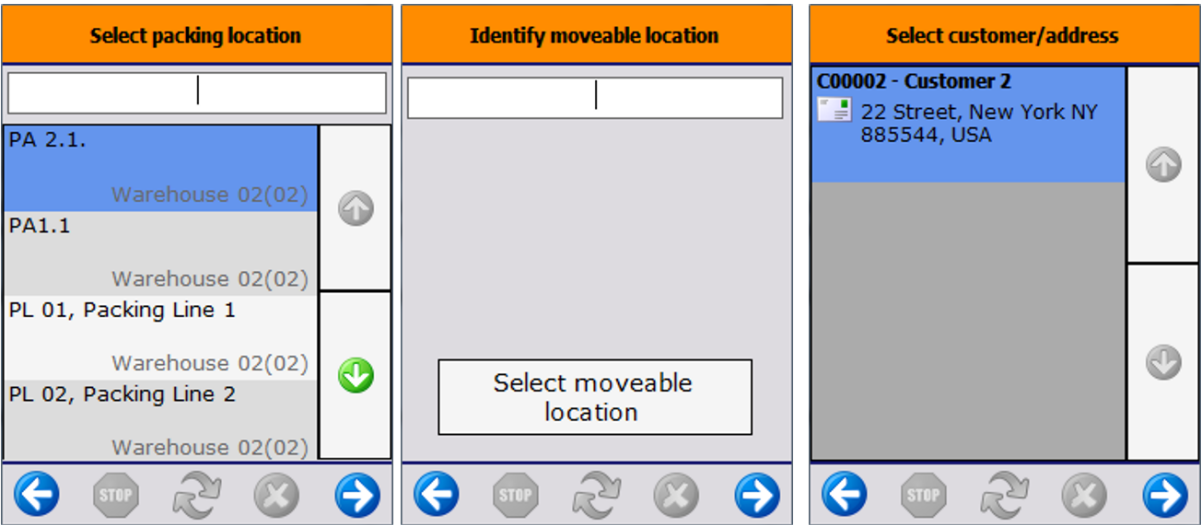 Select packing location
PA 2.1.
Warehouse 02(02)
PA1.1
Warehouse 02(02)
PL 01, Packing Line 1
Warehouse 02(02)
PL 02, Packing Line 2
Warehouse 02(02)
STOP
Identify moveable location
Select moveable
location
STOP
Select customer/address
C00002 - Customer 2
22 Street, New York NY
885544, USA
STOP